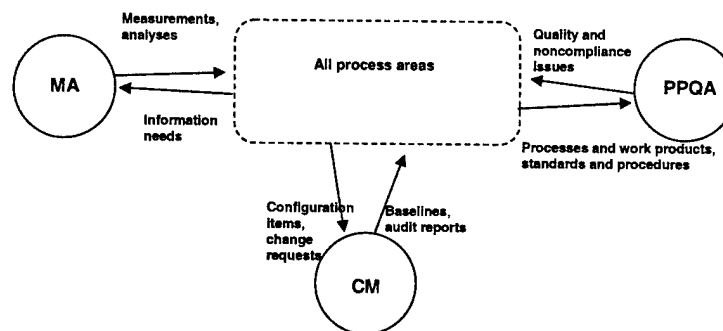 Measurements,
analyses
MA
Information
needs
All process areas
Quality and
noncompliance
issues
PPQA
Processes and work products,
standards and procedures
Configuration
items,
change
requests
Baselines,
audit reports
CM